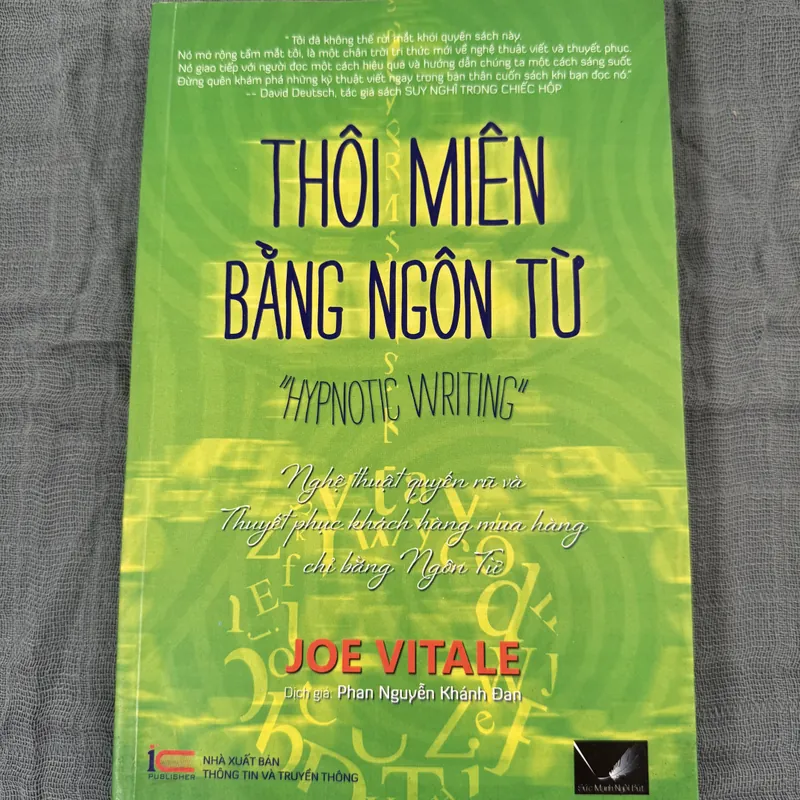 "Tôi đã không thể rời mắt khỏi quyển sách này.
Nó mở rộng tầm mắt tôi, là một chân trời tri thức mới về nghệ thuật viết và thuyết phục.
Nó giao tiếp với người đọc một cách hiệu quả và hướng dẫn chúng ta một cách sáng suốt
Đừng quên khám phá những kỹ thuật viết ngay trong bản thân cuốn sách khi bạn đọc nó."
-- David Deutsch, tác giả sách SUY NGHĨ TRONG CHIẾC HỘP
THÔI MIÊN
BẰNG NGÔN TỪ
"HYPNOTIC WRITING"
Nghệ thuật quyến rũ và
Thuyết phục khách hàng mua hàng
chỉ bằng Ngôn Từ
JOE VITALE
Dịch giả: Phan Nguyễn Khánh Đan
PUBLISHER
NHÀ XUẤT BẢN
THÔNG TIN VÀ TRUYỀN THÔNG
Sức Mạnh Ngòi Bút